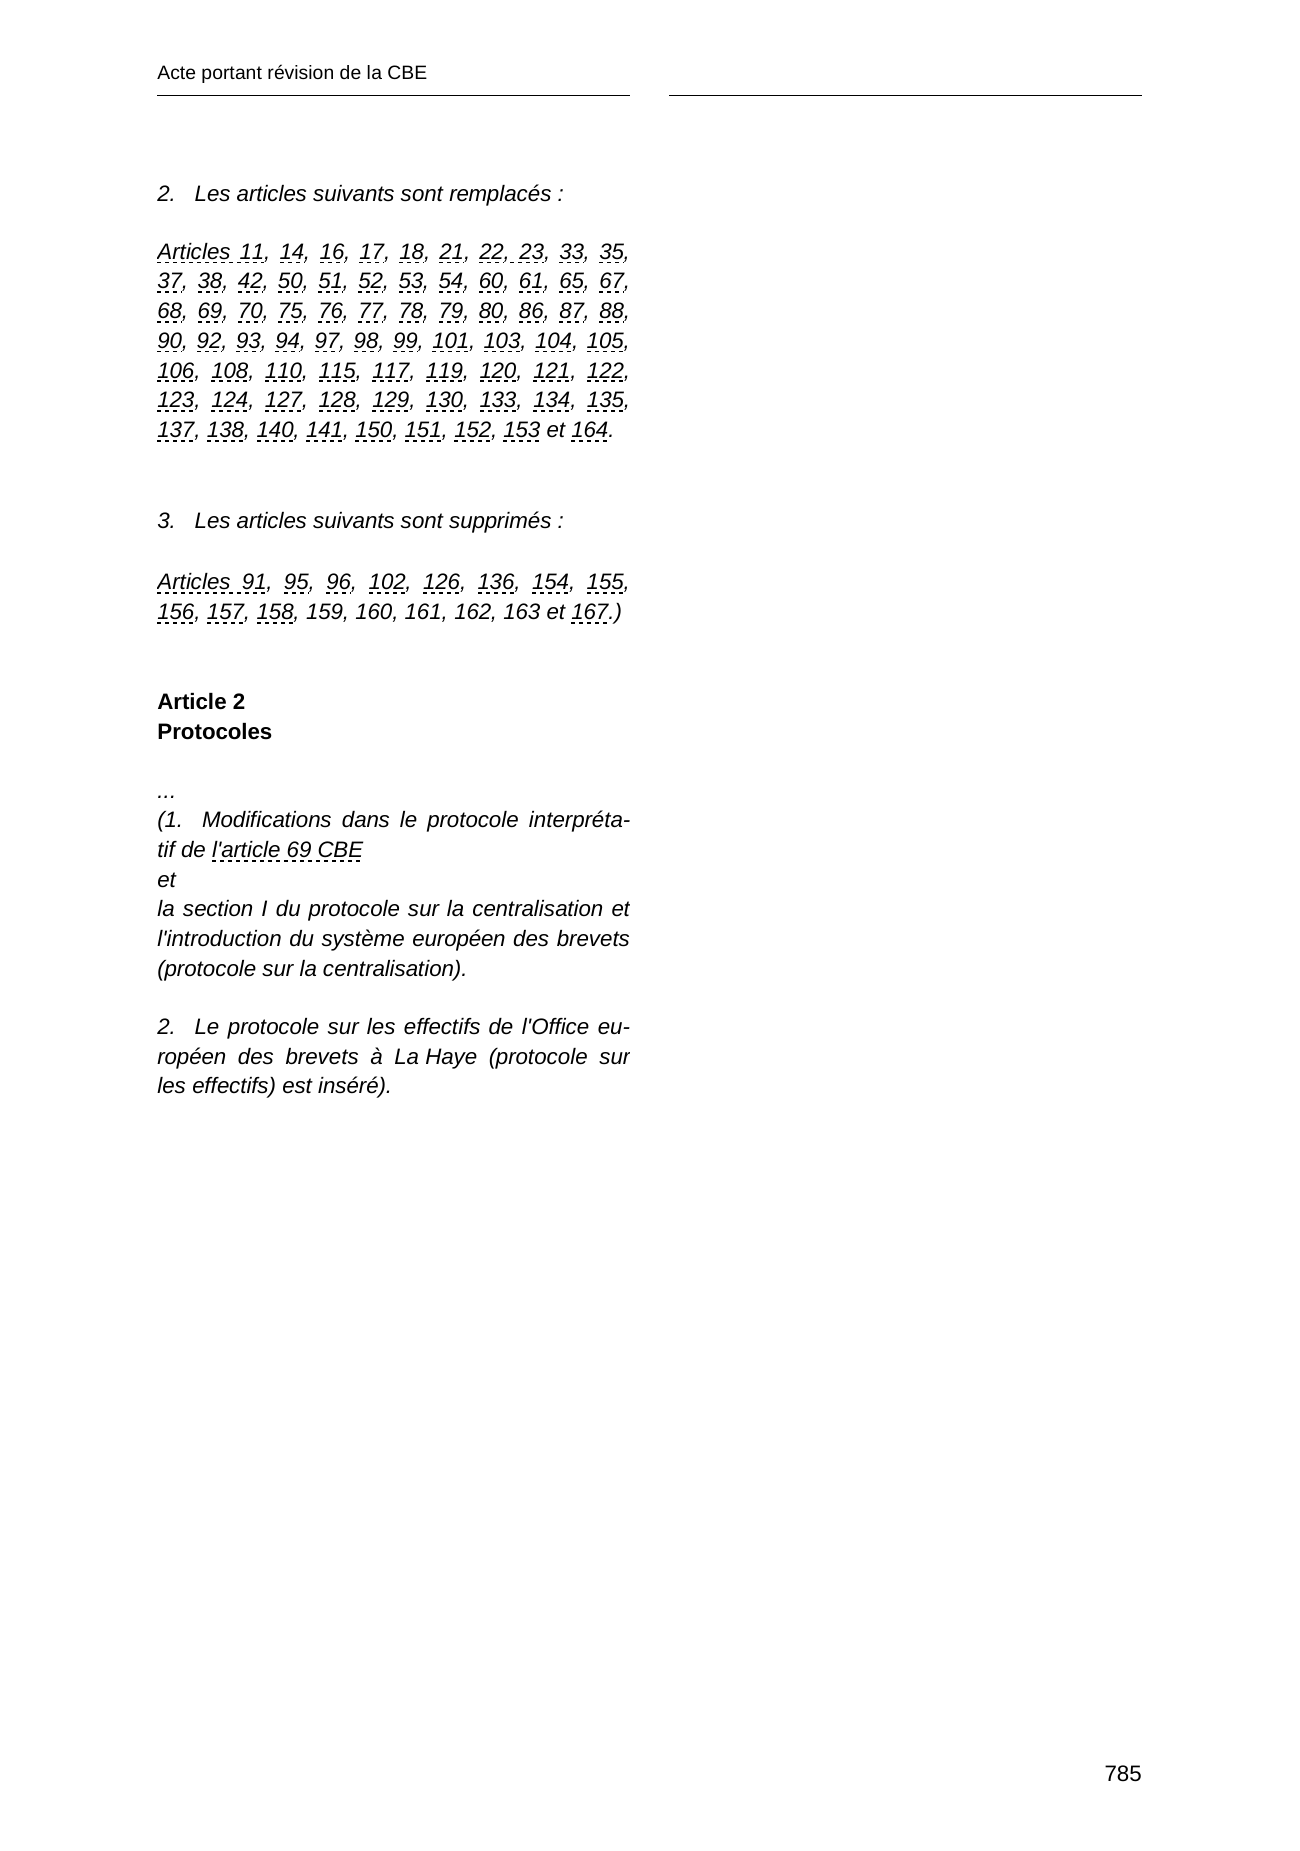 Acte portant révision de la CBE
2. Les articles suivants sont remplacés :
Articles 11, 14, 16, 17, 18, 21, 22, 23, 33, 35,
37, 38, 42, 50, 51, 52, 53, 54, 60, 61, 65, 67,
68, 69, 70, 75, 76, 77, 78, 79, 80, 86, 87, 88,
90, 92, 93, 94, 97, 98, 99, 101, 103, 104, 105,
106, 108, 110, 115, 117, 119, 120, 121, 122,
123, 124, 127, 128, 129, 130, 133, 134, 135,
137, 138, 140, 141, 150, 151, 152, 153 et 164.
3. Les articles suivants sont supprimés :
Articles 91, 95, 96, 102, 126, 136, 154, 155,
156, 157, 158, 159, 160, 161, 162, 163 et 167.)
Article 2
Protocoles
...
(1. Modifications dans le protocole interpréta-
tif de l'article 69 CBE
et
la section I du protocole sur la centralisation et
l'introduction du système européen des brevets
(protocole sur la centralisation).
2. Le protocole sur les effectifs de l'Office eu-
ropéen des brevets à La Haye (protocole sur
les effectifs) est inséré).
785